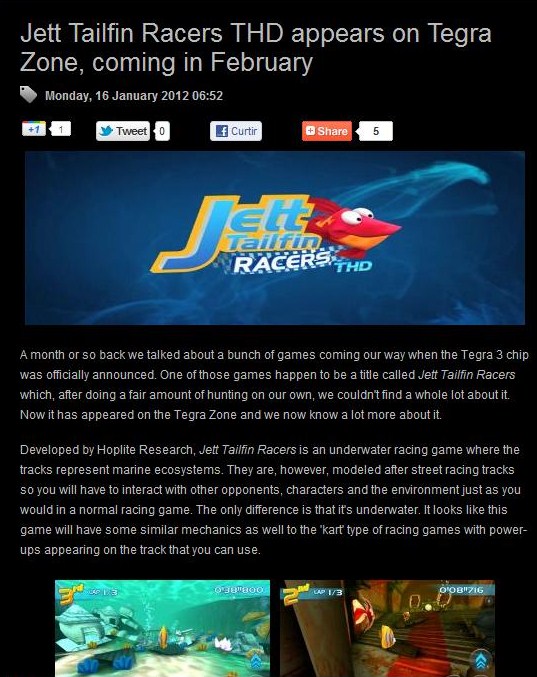 Jett Tailfin Racers THD appears on Tegra
Zone, coming in February
Monday, 16 January 2012 06:52
+1 1 Tweet 0 Curtir Share 5
Jett
Tailfin
RACERS THD
A month or so back we talked about a bunch of games coming our way when the Tegra 3 chip
was officially announced. One of those games happen to be a title called Jett Tailfin Racers
which, after doing a fair amount of hunting on our own, we couldn't find a whole lot about it.
Now it has appeared on the Tegra Zone and we now know a lot more about it.
Developed by Hoplite Research, Jett Tailfin Racers is an underwater racing game where the
tracks represent marine ecosystems. They are, however, modeled after street racing tracks
so you will have to interact with other opponents, characters and the environment just as you
would in a normal racing game. The only difference is that it's underwater. It looks like this
game will have some similar mechanics as well to the 'kart' type of racing games with power-
ups appearing on the track that you can use.
3rd LAP 1/3 0'38"800 2nd LAP 1/3 0'08"716